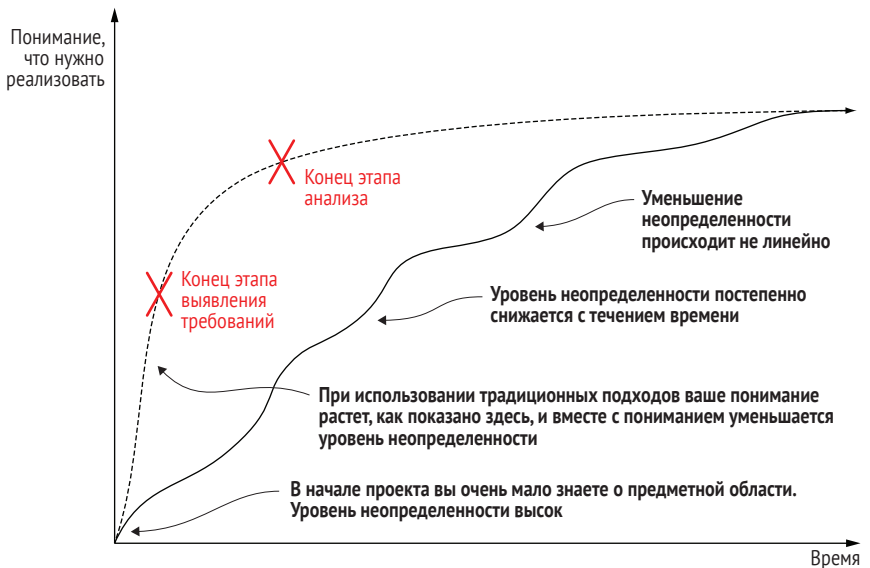 Понимание,
что нужно
реализовать
Конец этапа
анализа
Уменьшение
неопределенности
происходит не линейно
Конец этапа
выявления
требований
Уровень неопределенности постепенно
снижается с течением времени
При использовании традиционных подходов ваше понимание
растет, как показано здесь, и вместе с пониманием уменьшается
уровень неопределенности
В начале проекта вы очень мало знаете о предметной области.
Уровень неопределенности высок
Время